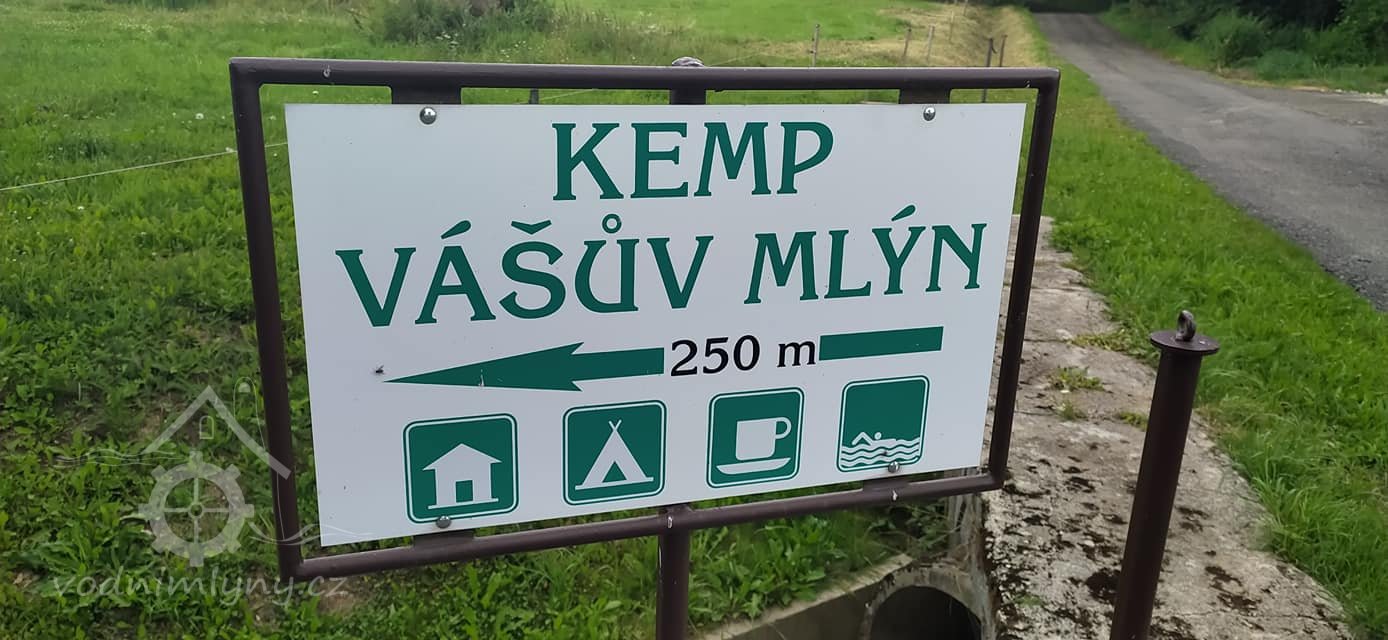 KEMP
VÁŠŮV MLÝN
250 m
vodnimlyny.cz